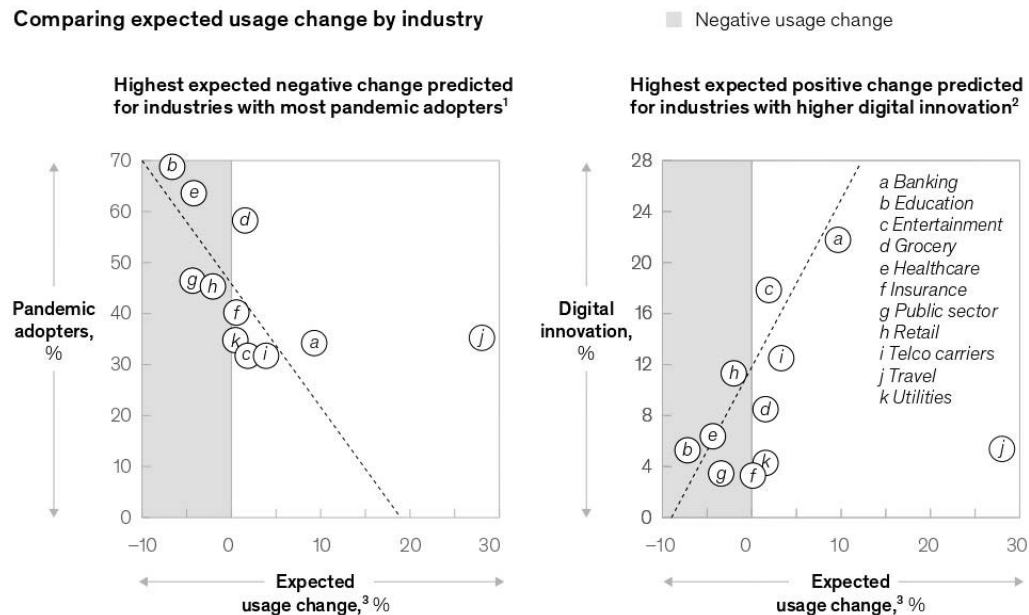 Comparing expected usage change by industry
Negative usage change
Highest expected negative change predicted
for industries with most pandemic adopters¹
Pandemic
adopters,
%
70
60
50
40
30
20
10
0
b
e
d
g
h
f
k
c
i
a
j
–10
0
10
20
30
Expected
usage change,³ %
Highest expected positive change predicted
for industries with higher digital innovation²
Digital
innovation,
%
28
24
20
16
12
8
4
0
a
c
i
h
d
e
b
g
f
k
j
a Banking
b Education
c Entertainment
d Grocery
e Healthcare
f Insurance
g Public sector
h Retail
i Telco carriers
j Travel
k Utilities
–10
0
10
20
30
Expected
usage change,³ %